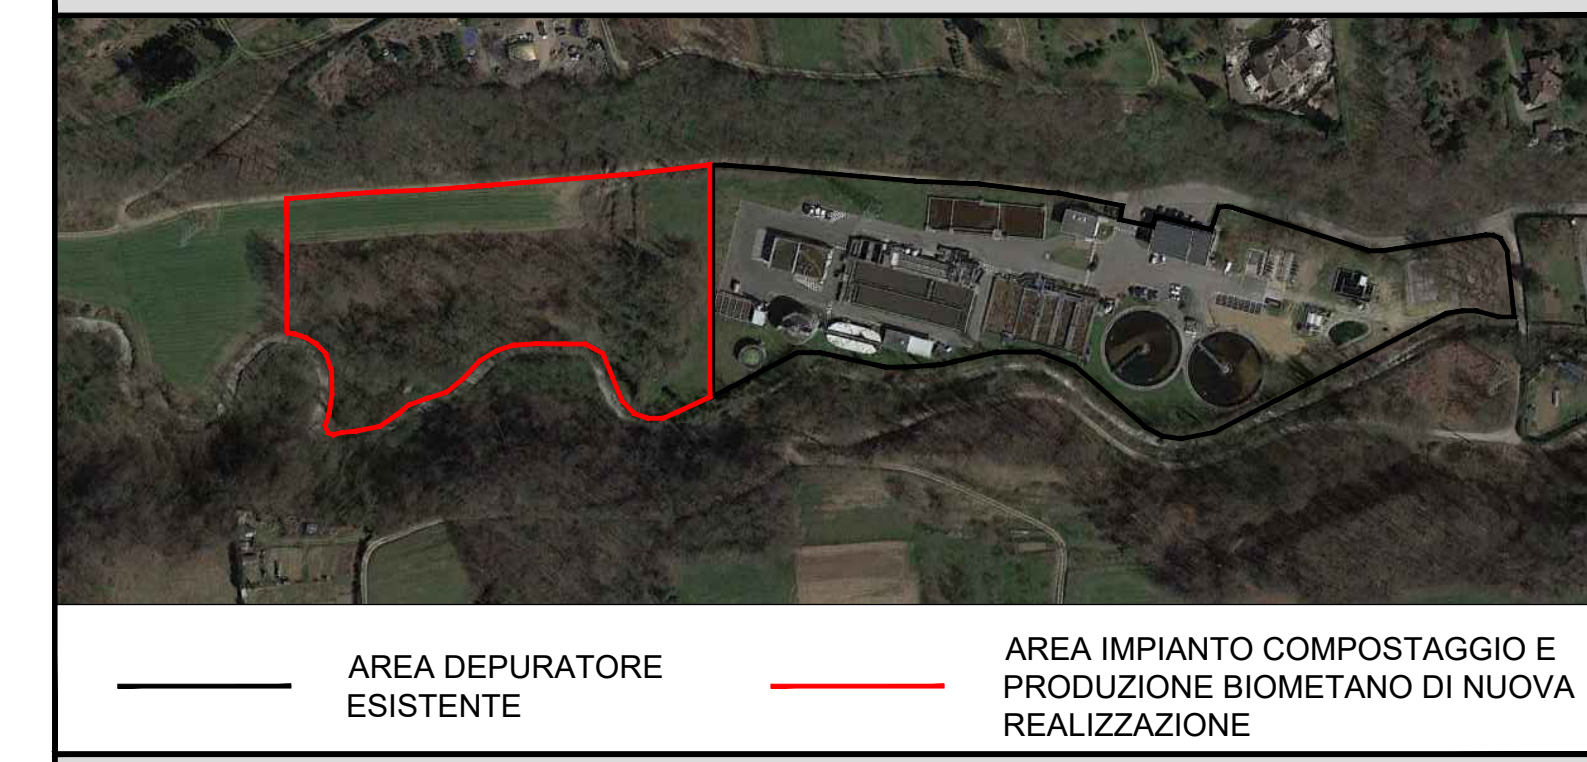 AREA DEPURATORE
ESISTENTE
AREA IMPIANTO COMPOSTAGGIO E
PRODUZIONE BIOMETANO DI NUOVA
REALIZZAZIONE